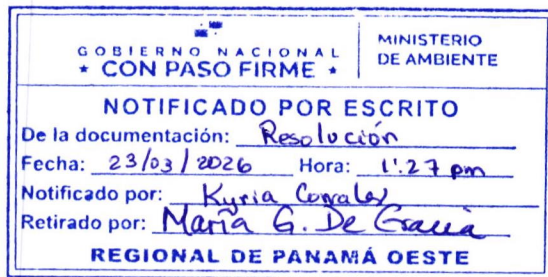 GOBIERNO NACIONAL
★ CON PASO FIRME ★
MINISTERIO
DE AMBIENTE
NOTIFICADO POR ESCRITO
De la documentación: Resolución
Fecha: 23/03/2026 Hora: 1:27 pm
Notificado por: Kyria Corrales
Retirado por: María G. De Gracia
REGIONAL DE PANAMÁ OESTE